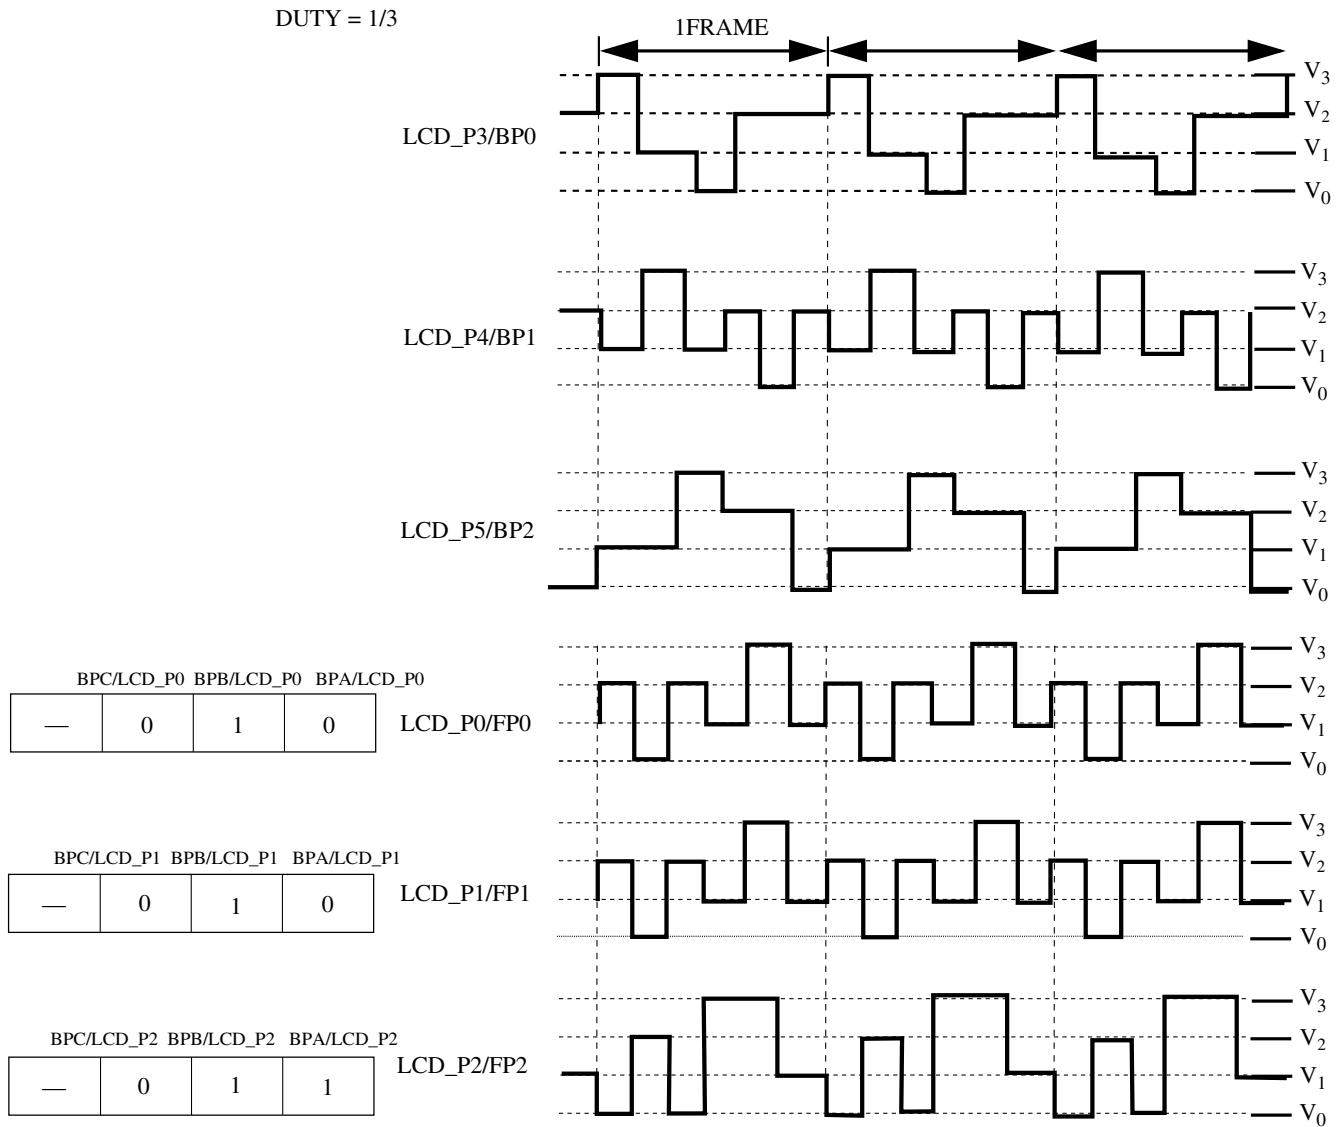 DUTY = 1/3
1FRAME
LCD_P3/BP0
V3
V2
V1
V0
LCD_P4/BP1
V3
V2
V1
V0
LCD_P5/BP2
V3
V2
V1
V0
BPC/LCD_P0 BPB/LCD_P0 BPA/LCD_P0
— 0 1 0
LCD_P0/FP0
V3
V2
V1
V0
BPC/LCD_P1 BPB/LCD_P1 BPA/LCD_P1
— 0 1 0
LCD_P1/FP1
V3
V2
V1
V0
BPC/LCD_P2 BPB/LCD_P2 BPA/LCD_P2
— 0 1 1
LCD_P2/FP2
V3
V2
V1
V0